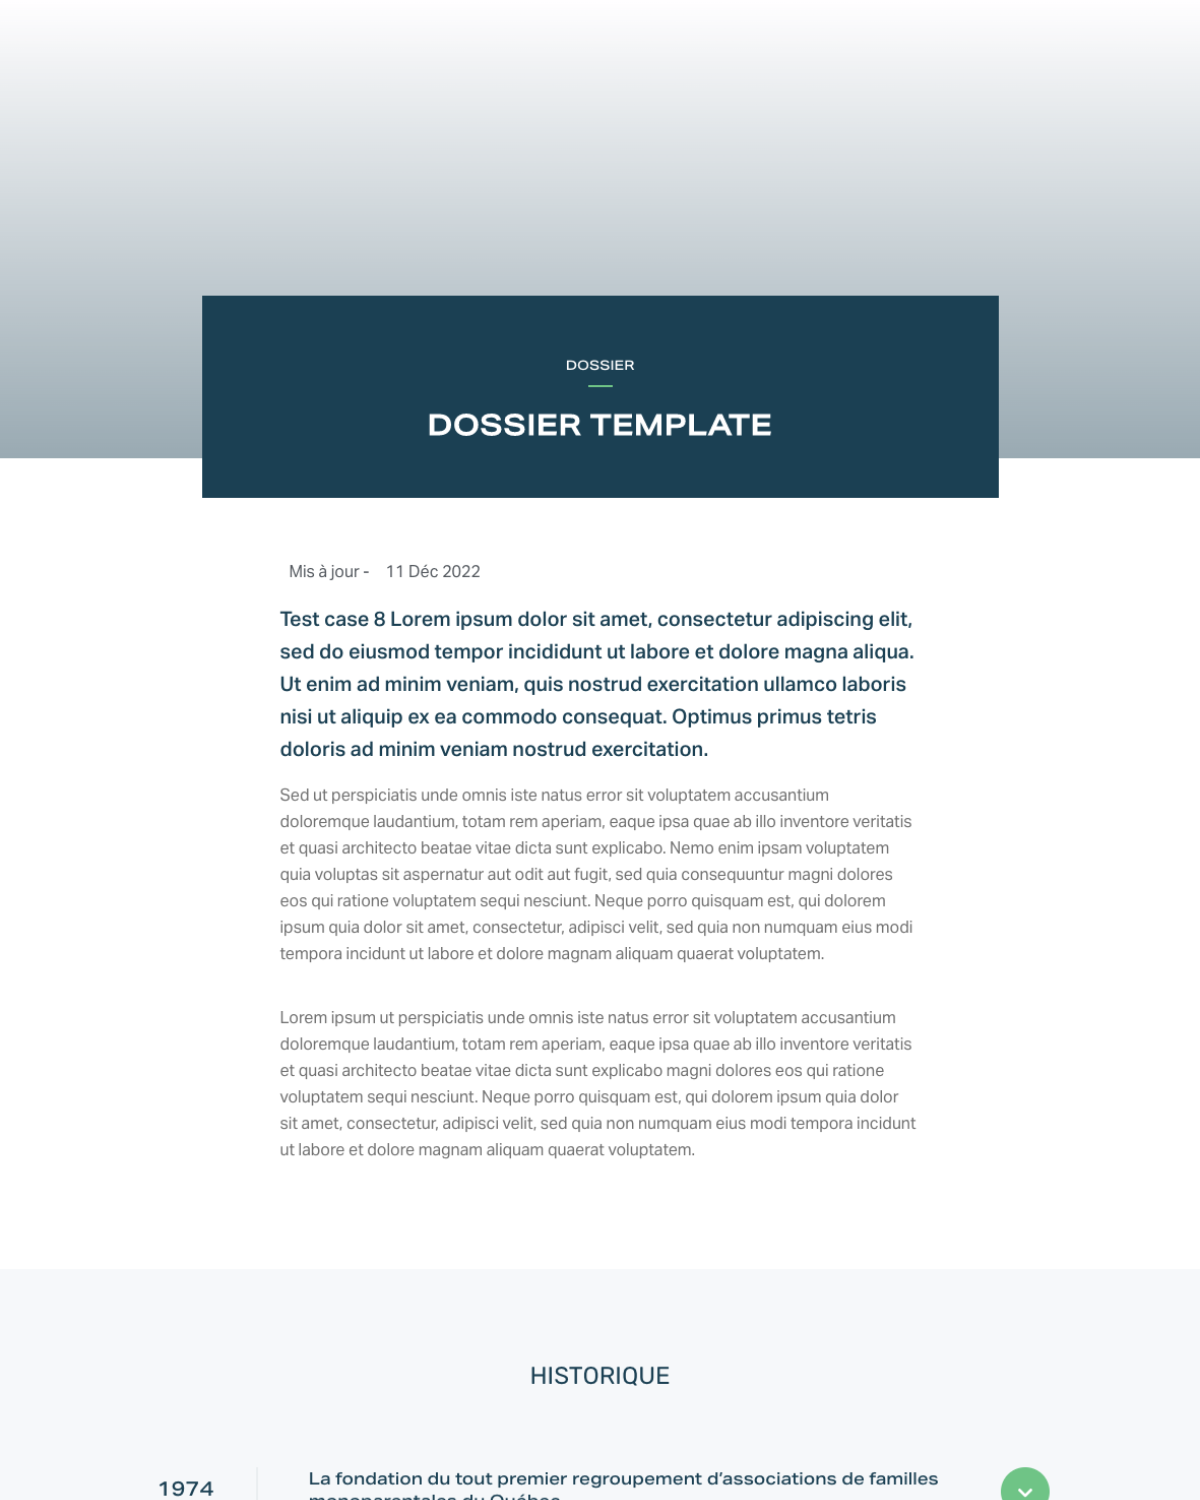 DOSSIER
DOSSIER TEMPLATE
Mis à jour - 11 Déc 2022
Test case 8 Lorem ipsum dolor sit amet, consectetur adipiscing elit,
sed do eiusmod tempor incididunt ut labore et dolore magna aliqua.
Ut enim ad minim veniam, quis nostrud exercitation ullamco laboris
nisi ut aliquip ex ea commodo consequat. Optimus primus tetris
doloris ad minim veniam nostrud exercitation.
Sed ut perspiciatis unde omnis iste natus error sit voluptatem accusantium
doloremque laudantium, totam rem aperiam, eaque ipsa quae ab illo inventore veritatis
et quasi architecto beatae vitae dicta sunt explicabo. Nemo enim ipsam voluptatem
quia voluptas sit aspernatur aut odit aut fugit, sed quia consequuntur magni dolores
eos qui ratione voluptatem sequi nesciunt. Neque porro quisquam est, qui dolorem
ipsum quia dolor sit amet, consectetur, adipisci velit, sed quia non numquam eius modi
tempora incidunt ut labore et dolore magnam aliquam quaerat voluptatem.
Lorem ipsum ut perspiciatis unde omnis iste natus error sit voluptatem accusantium
doloremque laudantium, totam rem aperiam, eaque ipsa quae ab illo inventore veritatis
et quasi architecto beatae vitae dicta sunt explicabo magni dolores eos qui ratione
voluptatem sequi nesciunt. Neque porro quisquam est, qui dolorem ipsum quia dolor
sit amet, consectetur, adipisci velit, sed quia non numquam eius modi tempora incidunt
ut labore et dolore magnam aliquam quaerat voluptatem.
HISTORIQUE
1974
La fondation du tout premier regroupement d'associations de familles
monoparentales du Québec